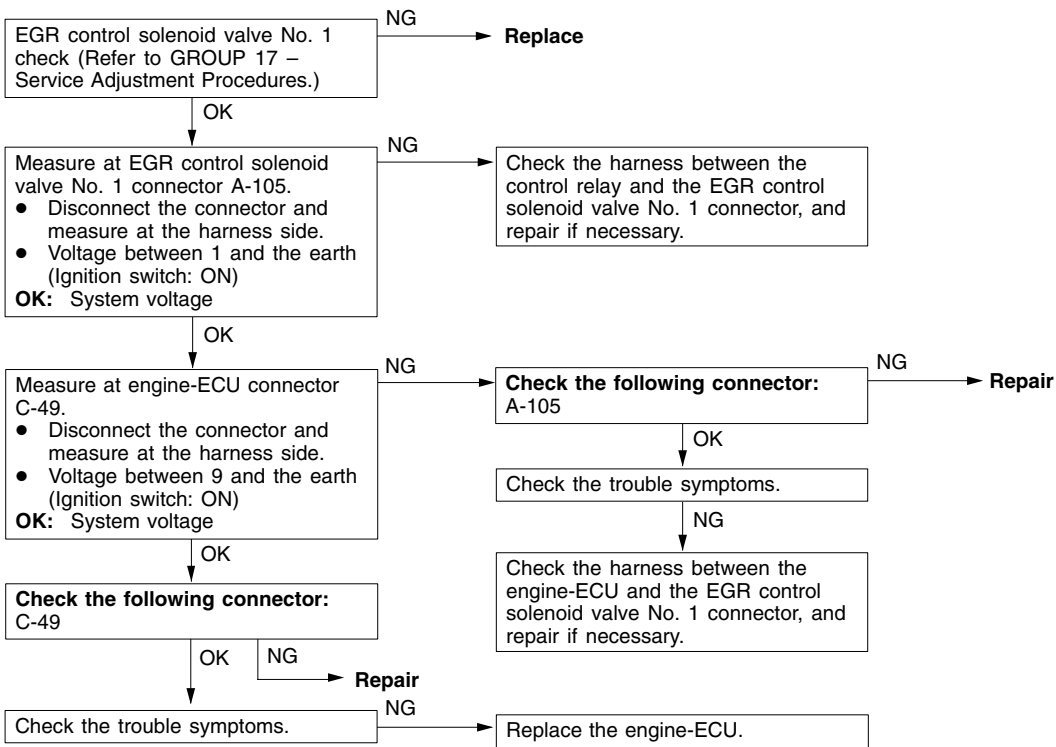 EGR control solenoid valve No. 1
check (Refer to GROUP 17 –
Service Adjustment Procedures.)
NG
Replace
OK
Measure at EGR control solenoid
valve No. 1 connector A-105.
● Disconnect the connector and
measure at the harness side.
● Voltage between 1 and the earth
(Ignition switch: ON)
OK: System voltage
NG
Check the harness between the
control relay and the EGR control
solenoid valve No. 1 connector, and
repair if necessary.
OK
Measure at engine-ECU connector
C-49.
● Disconnect the connector and
measure at the harness side.
● Voltage between 9 and the earth
(Ignition switch: ON)
OK: System voltage
NG
Check the following connector:
A-105
NG
Repair
OK
Check the trouble symptoms.
NG
Check the harness between the
engine-ECU and the EGR control
solenoid valve No. 1 connector, and
repair if necessary.
OK
Check the following connector:
C-49
OK
NG
Repair
Check the trouble symptoms.
NG
Replace the engine-ECU.